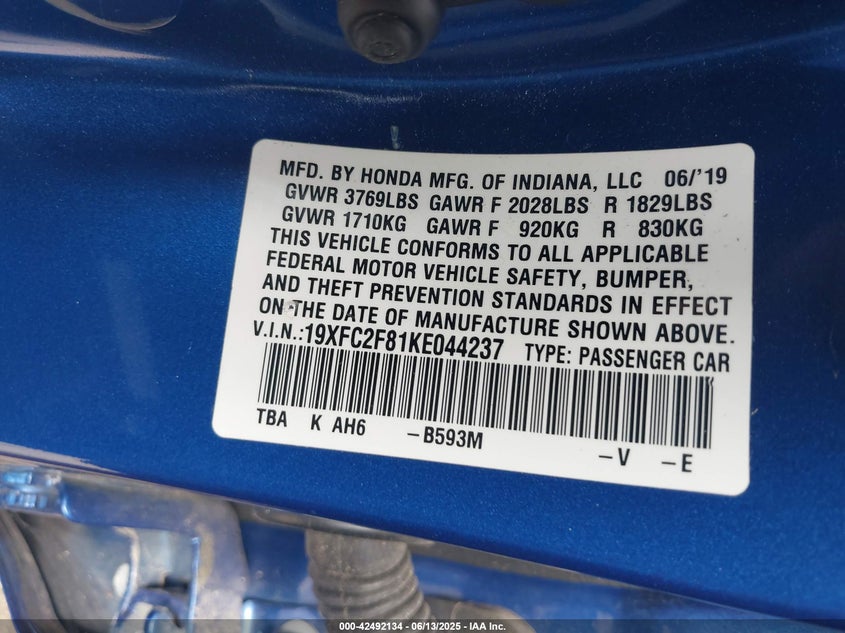 MFD. BY HONDA MFG. OF INDIANA, LLC 06/'19
GVWR 3769LBS GAWR F 2028LBS R 1829LBS
GVWR 1710KG GAWR F 920KG R 830KG
THIS VEHICLE CONFORMS TO ALL APPLICABLE
FEDERAL MOTOR VEHICLE SAFETY, BUMPER,
AND THEFT PREVENTION STANDARDS IN EFFECT
ON THE DATE OF MANUFACTURE SHOWN ABOVE.
V.I.N.:19XFC2F81KE044237 TYPE: PASSENGER CAR
TBA K AH6 -B593M -V -E
000-42492134 - 06/13/2025 - IAA Inc.